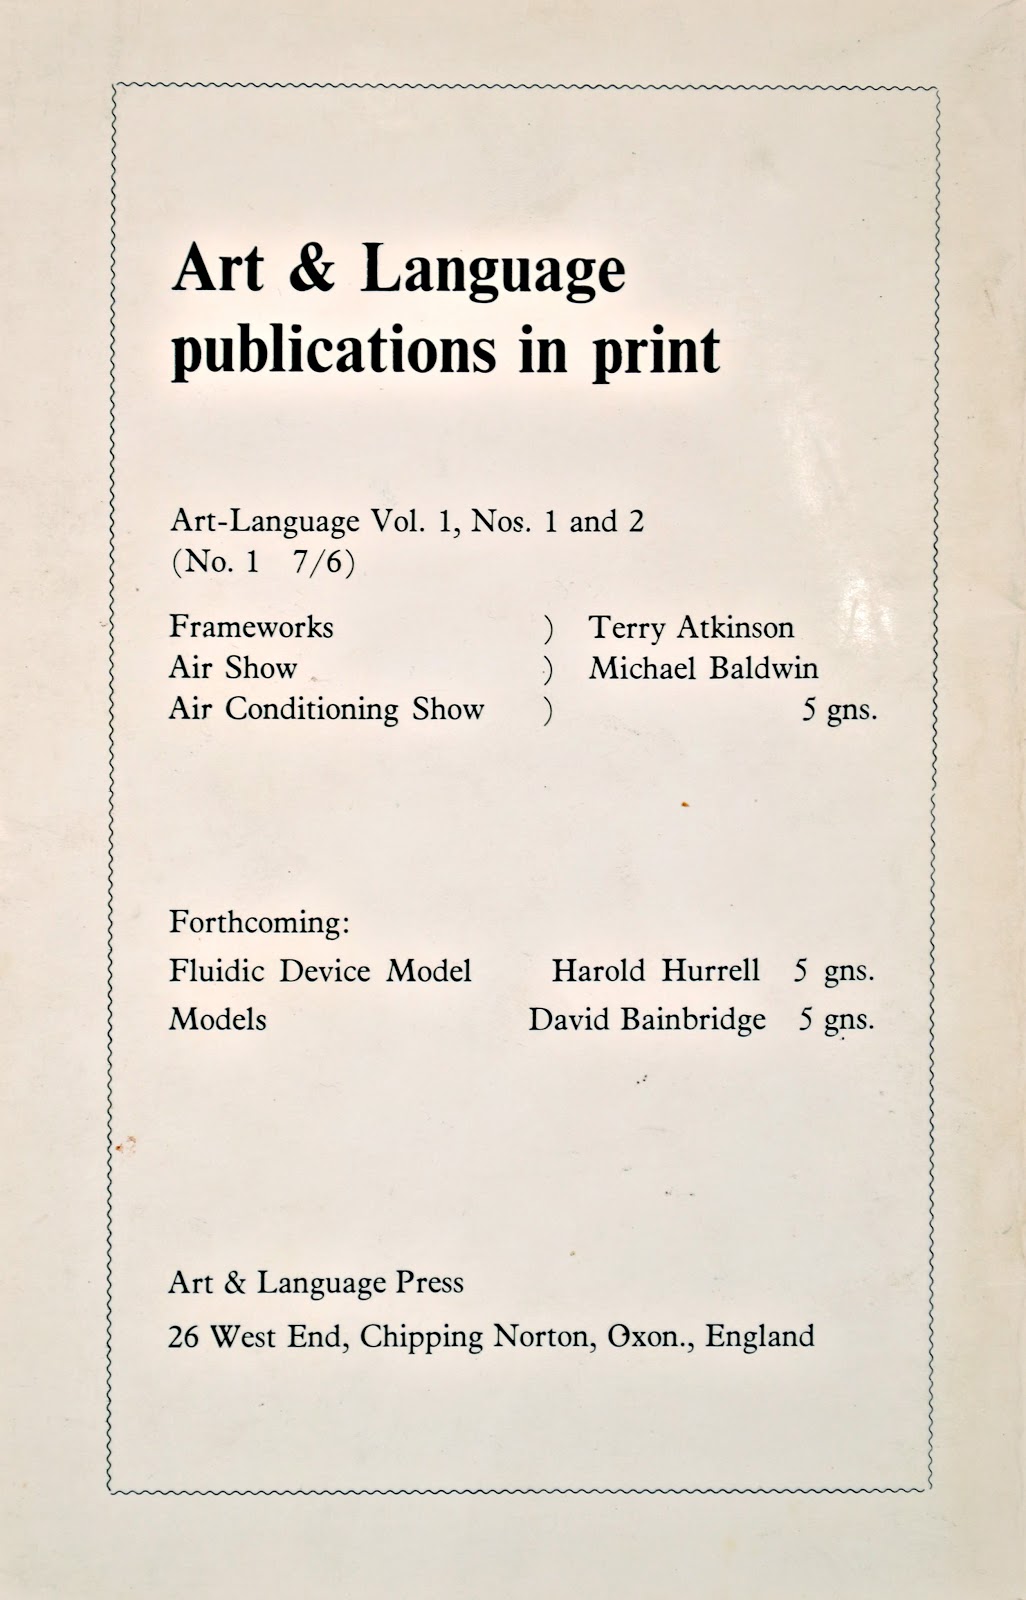 Art & Language
publications in print
Art-Language Vol. 1, Nos. 1 and 2
(No. 1 7/6)
Frameworks ) Terry Atkinson
Air Show ) Michael Baldwin
Air Conditioning Show ) 5 gns.
Forthcoming:
Fluidic Device Model Harold Hurrell 5 gns.
Models David Bainbridge 5 gns.
Art & Language Press
26 West End, Chipping Norton, Oxon., England